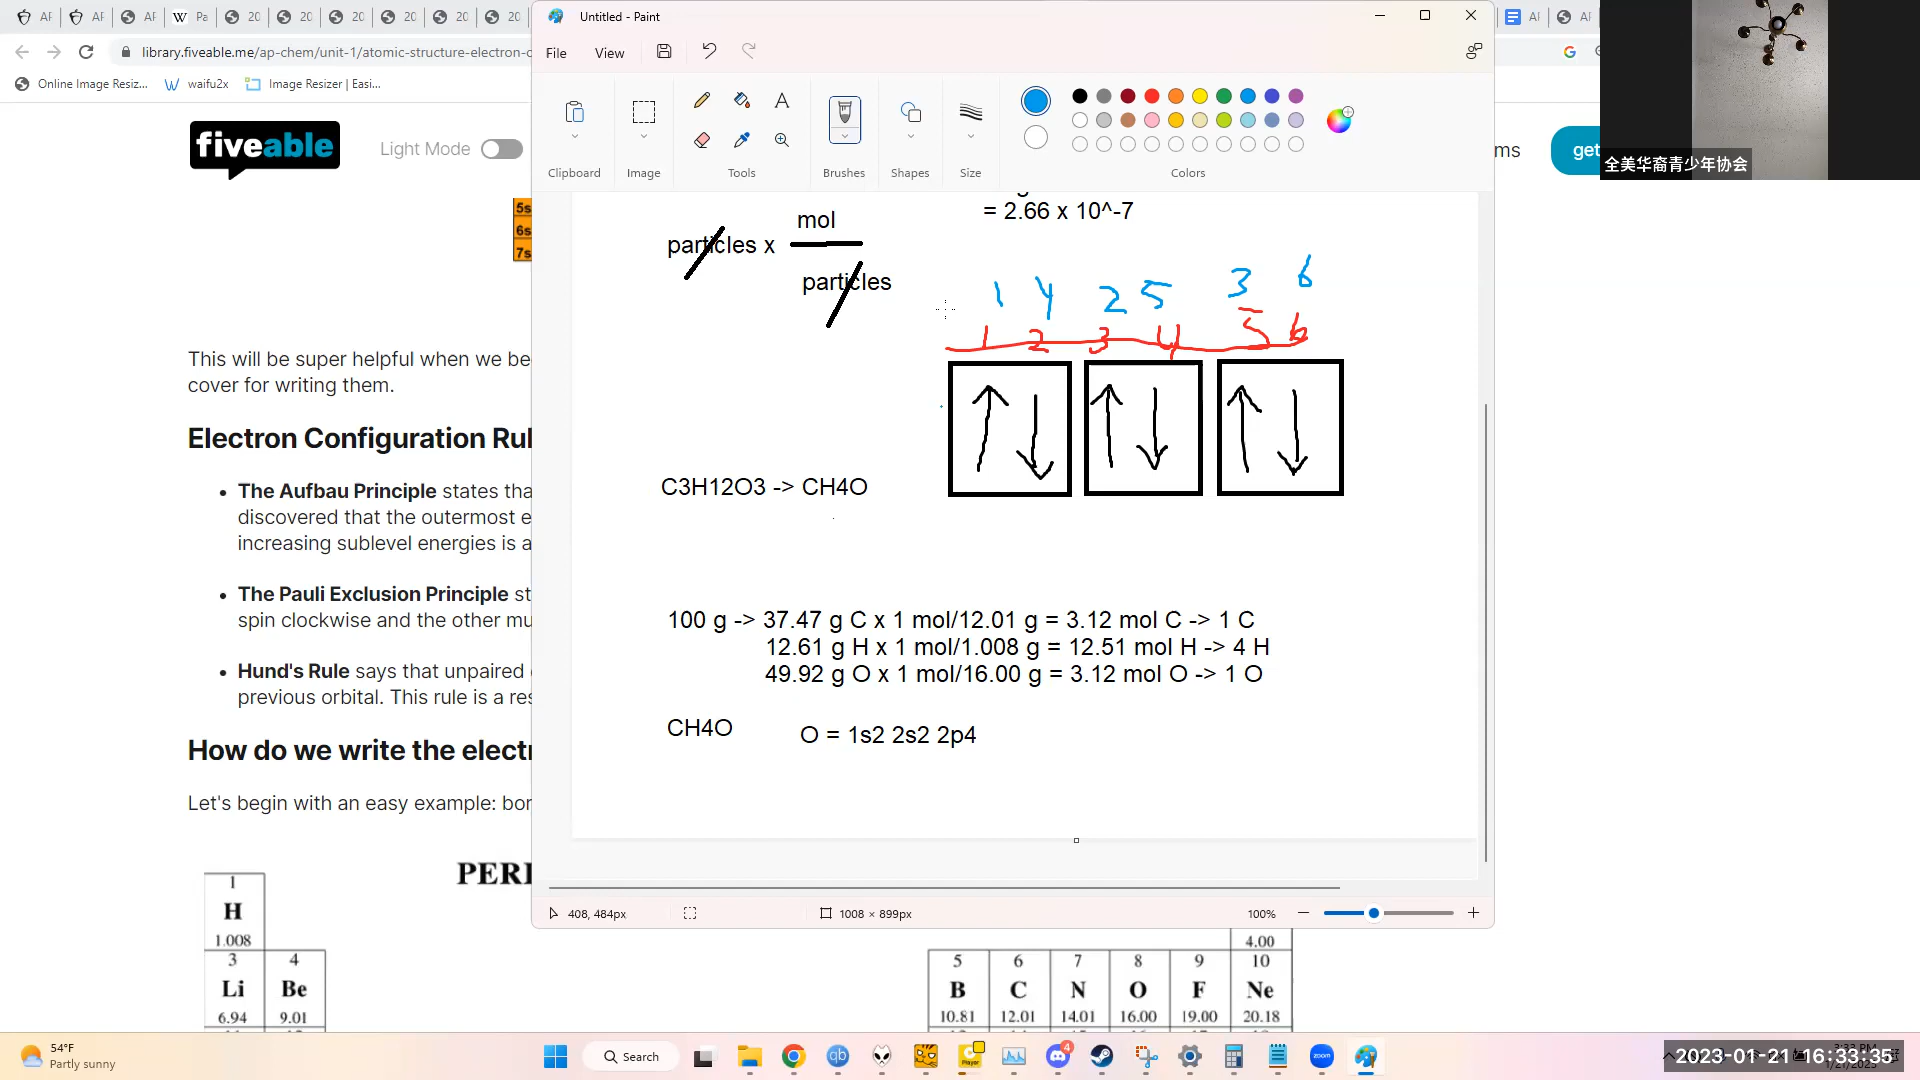 Untitled - Paint
library.fiveable.me/ap-chem/unit-1/atomic-structure-electron-c
Online Image Resiz...
waifu2x
Image Resizer | Easi...
File
View
Clipboard
Image
Tools
Brushes
Shapes
Size
Colors
fiveable
Light Mode
ms
get
全美华裔青少年协会
5s
6s
7s
mol
particles x
particles
= 2.66 x 10^-7
1 4 2 5 3 6
1 2 3 4 5 6
C3H12O3 -> CH4O
100 g -> 37.47 g C x 1 mol/12.01 g = 3.12 mol C -> 1 C
12.61 g H x 1 mol/1.008 g = 12.51 mol H -> 4 H
49.92 g O x 1 mol/16.00 g = 3.12 mol O -> 1 O
CH4O
O = 1s2 2s2 2p4
This will be super helpful when we be
cover for writing them.
Electron Configuration Rul
The Aufbau Principle states tha
discovered that the outermost e
increasing sublevel energies is a
The Pauli Exclusion Principle st
spin clockwise and the other mu
Hund's Rule says that unpaired
previous orbital. This rule is a res
How do we write the electr
Let's begin with an easy example: bor
408, 484px
1008 × 899px
100%
PERI
1
H
1.008
3
Li
6.94
4
Be
9.01
4.00
5
B
10.81
6
C
12.01
7
N
14.01
8
O
16.00
9
F
19.00
10
Ne
20.18
54°F
Partly sunny
Search
2023-01-21 16:33:35